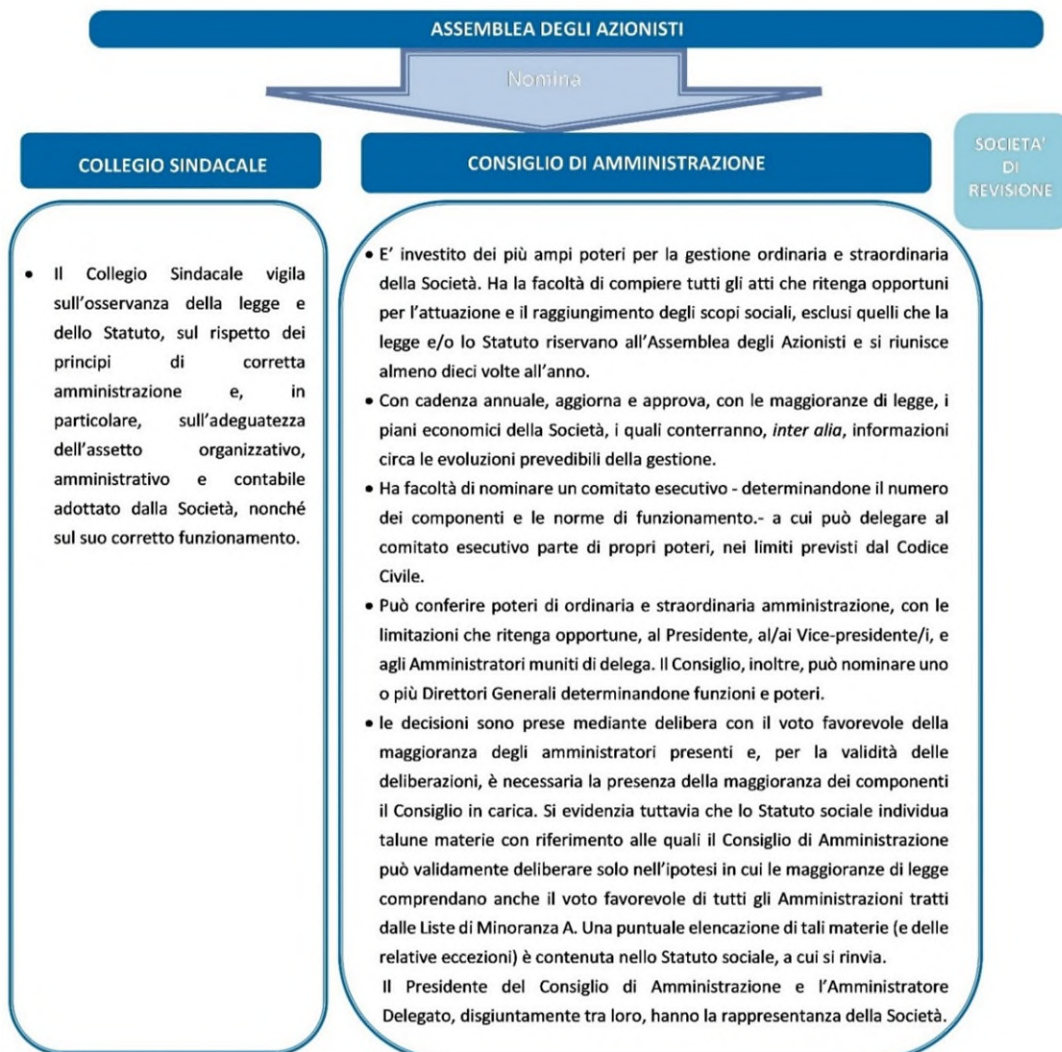 ASSEMBLEA DEGLI AZIONISTI
Nomina
COLLEGIO SINDACALE
CONSIGLIO DI AMMINISTRAZIONE
SOCIETA'
DI
REVISIONE
• Il Collegio Sindacale vigila
sull'osservanza della legge e
dello Statuto, sul rispetto dei
principi di corretta
amministrazione e, in
particolare, sull'adeguatezza
dell'assetto organizzativo,
amministrativo e contabile
adottato dalla Società, nonché
sul suo corretto funzionamento.
• E' investito dei più ampi poteri per la gestione ordinaria e straordinaria
della Società. Ha la facoltà di compiere tutti gli atti che ritenga opportuni
per l'attuazione e il raggiungimento degli scopi sociali, esclusi quelli che la
legge e/o lo Statuto riservano all'Assemblea degli Azionisti e si riunisce
almeno dieci volte all'anno.
• Con cadenza annuale, aggiorna e approva, con le maggioranze di legge, i
piani economici della Società, i quali conterranno, inter alia, informazioni
circa le evoluzioni prevedibili della gestione.
• Ha facoltà di nominare un comitato esecutivo - determinandone il numero
dei componenti e le norme di funzionamento.- a cui può delegare al
comitato esecutivo parte di propri poteri, nei limiti previsti dal Codice
Civile.
• Può conferire poteri di ordinaria e straordinaria amministrazione, con le
limitazioni che ritenga opportune, al Presidente, al/ai Vice-presidente/i, e
agli Amministratori muniti di delega. Il Consiglio, inoltre, può nominare uno
o più Direttori Generali determinandone funzioni e poteri.
• le decisioni sono prese mediante delibera con il voto favorevole della
maggioranza degli amministratori presenti e, per la validità delle
deliberazioni, è necessaria la presenza della maggioranza dei componenti
il Consiglio in carica. Si evidenzia tuttavia che lo Statuto sociale individua
talune materie con riferimento alle quali il Consiglio di Amministrazione
può validamente deliberare solo nell'ipotesi in cui le maggioranze di legge
comprendano anche il voto favorevole di tutti gli Amministrazioni tratti
dalle Liste di Minoranza A. Una puntuale elencazione di tali materie (e delle
relative eccezioni) è contenuta nello Statuto sociale, a cui si rinvia.
Il Presidente del Consiglio di Amministrazione e l'Amministratore
Delegato, disgiuntamente tra loro, hanno la rappresentanza della Società.